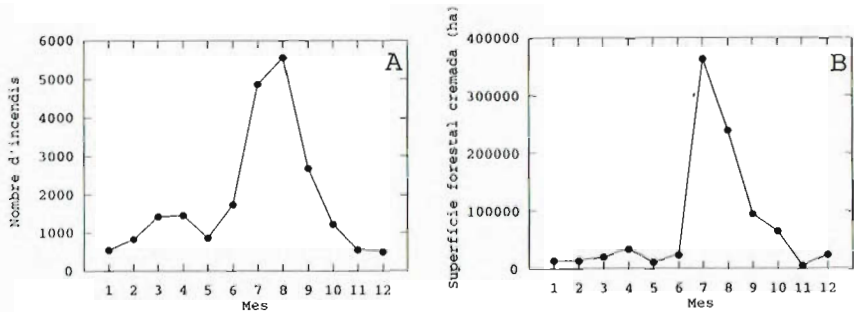 Nombre d'incendis
6000
5000
4000
3000
2000
1000
0
A
1 2 3 4 5 6 7 8 9 10 11 12
Mes
Superfície forestal cremada (ha)
400000
300000
200000
100000
0
B
1 2 3 4 5 6 7 8 9 10 11 12
Mes